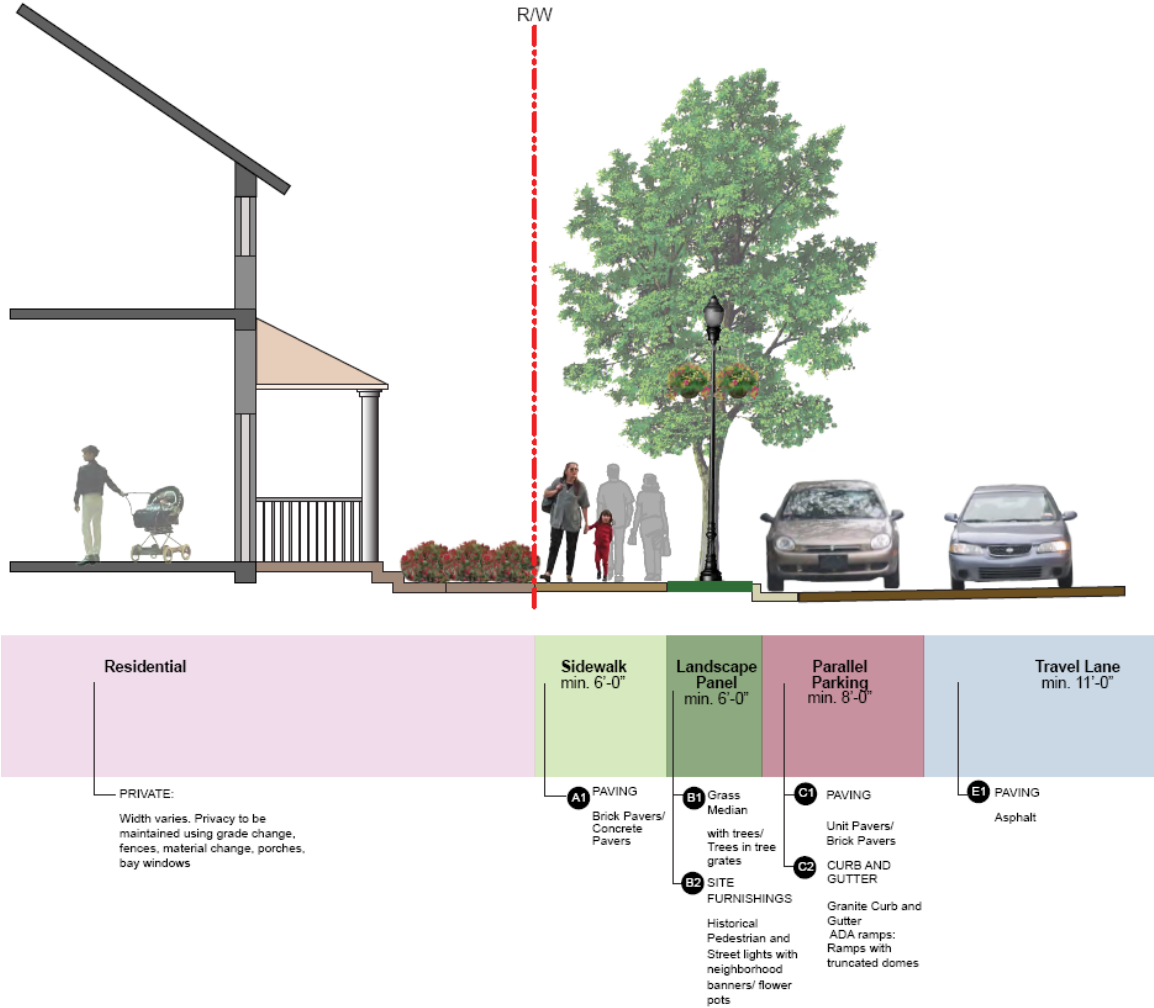 R/W
Residential
Sidewalk
min. 6'-0"
Landscape
Panel
min. 6'-0"
Parallel
Parking
min. 8'-0"
Travel Lane
min. 11'-0"
PRIVATE:
Width varies. Privacy to be
maintained using grade change,
fences, material change, porches,
bay windows
A1 PAVING
Brick Pavers/
Concrete
Pavers
B1 Grass
Median
with trees/
Trees in tree
grates
B2 SITE
FURNISHINGS
Historical
Pedestrian and
Street lights with
neighborhood
banners/ flower
pots
C1 PAVING
Unit Pavers/
Brick Pavers
C2 CURB AND
GUTTER
Granite Curb and
Gutter
ADA ramps:
Ramps with
truncated domes
E1 PAVING
Asphalt